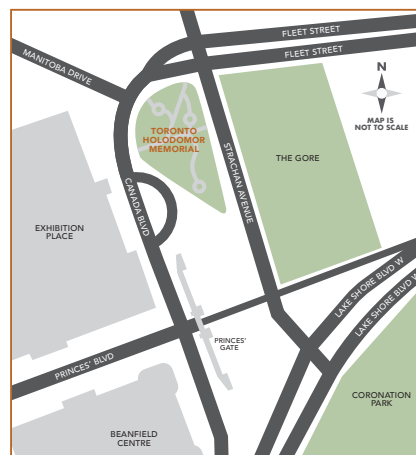 FLEET STREET
FLEET STREET
MANITOBA DRIVE
N
MAP IS
NOT TO SCALE
TORONTO
HOLODOMOR
MEMORIAL
THE GORE
STRACHAN AVENUE
CANADA BLVD
EXHIBITION
PLACE
LAKE SHORE BLVD W
LAKE SHORE BLVD W
PRINCES'
GATE
PRINCES' BLVD
CORONATION
PARK
BEANFIELD
CENTRE